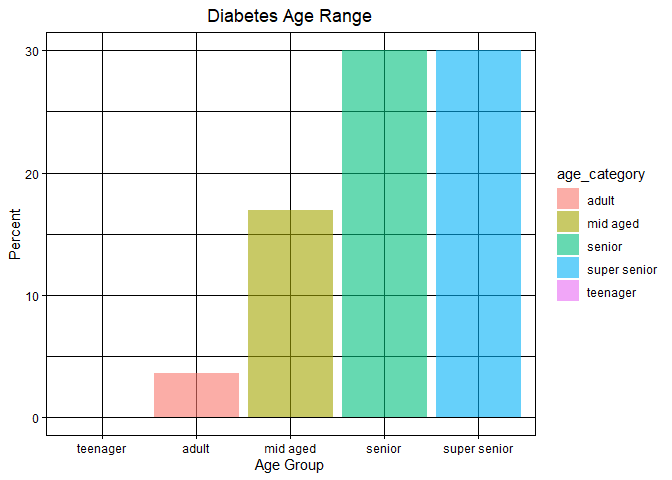 Diabetes Age Range
Percent
30
20
10
0
teenager
adult
mid aged
senior
super senior
Age Group
age_category
adult
mid aged
senior
super senior
teenager